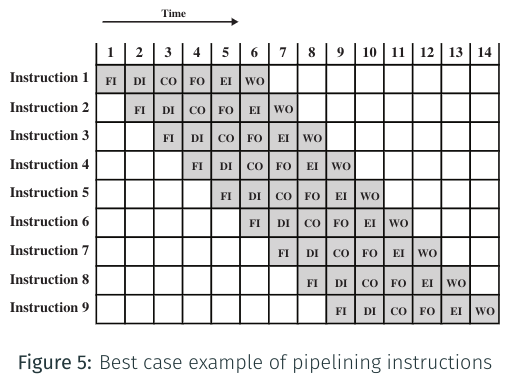 Time
1 2 3 4 5 6 7 8 9 10 11 12 13 14
Instruction 1 FI DI CO FO EI WO
Instruction 2 FI DI CO FO EI WO
Instruction 3 FI DI CO FO EI WO
Instruction 4 FI DI CO FO EI WO
Instruction 5 FI DI CO FO EI WO
Instruction 6 FI DI CO FO EI WO
Instruction 7 FI DI CO FO EI WO
Instruction 8 FI DI CO FO EI WO
Instruction 9 FI DI CO FO EI WO
Figure 5: Best case example of pipelining instructions